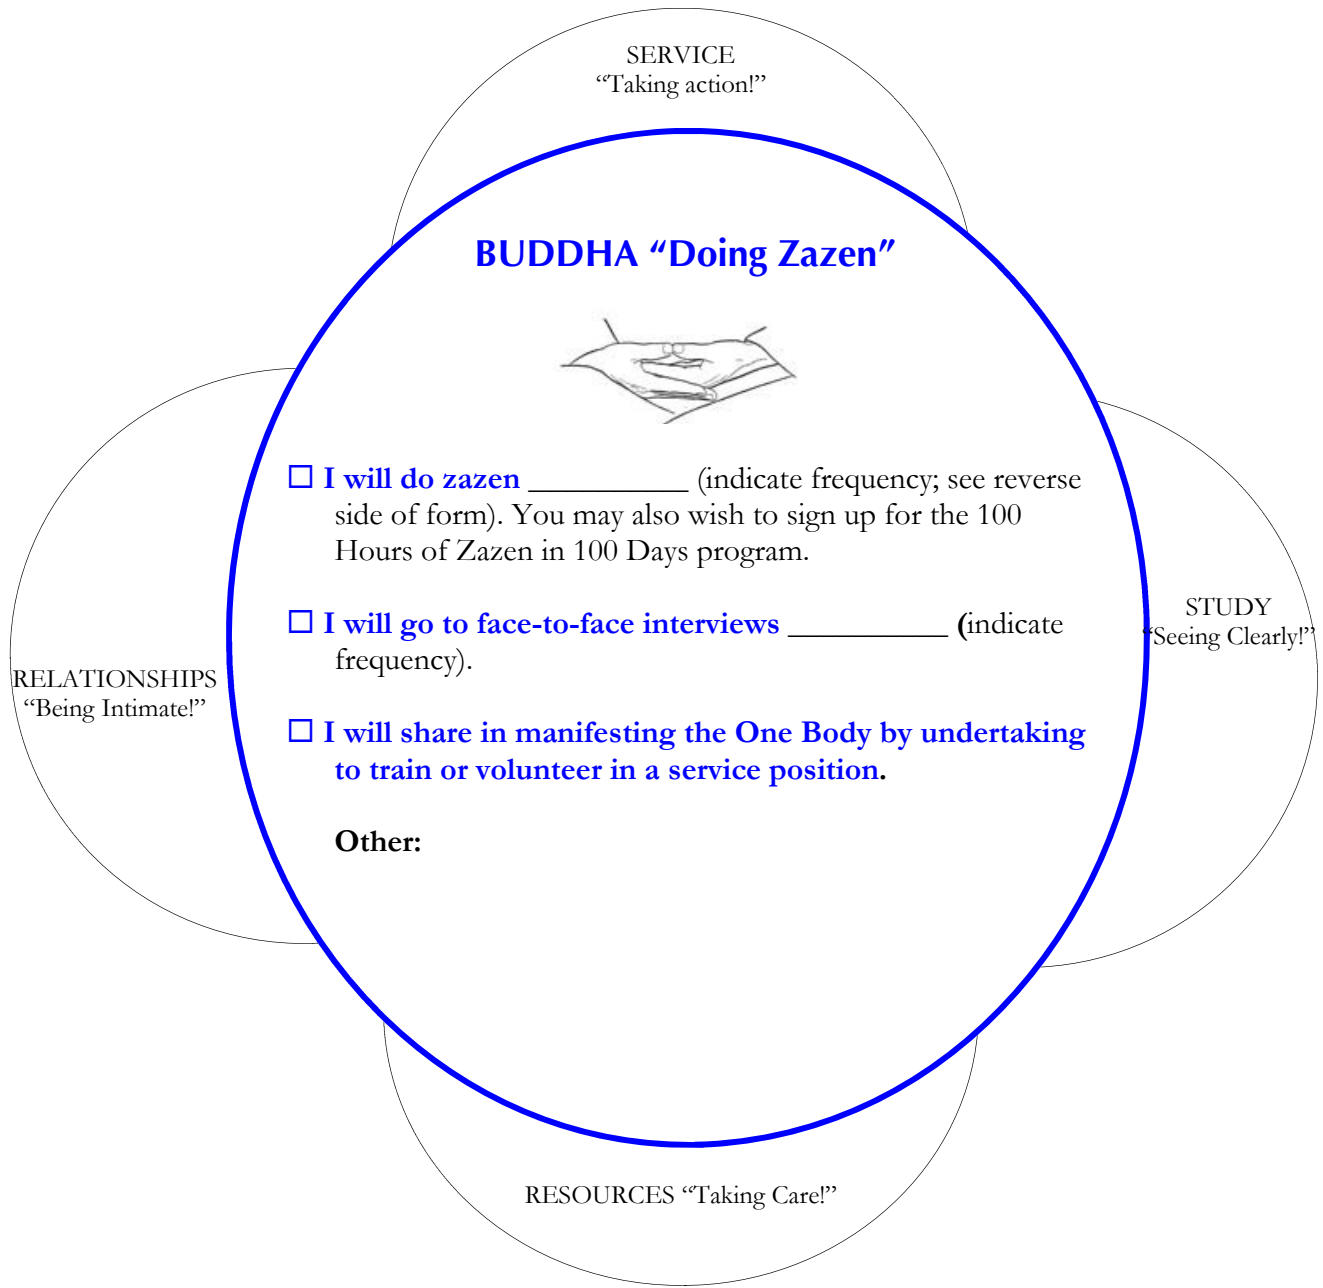 SERVICE
“Taking action!”
BUDDHA “Doing Zazen”
☐ I will do zazen __________ (indicate frequency; see reverse
side of form). You may also wish to sign up for the 100
Hours of Zazen in 100 Days program.
☐ I will go to face-to-face interviews __________ (indicate
frequency).
☐ I will share in manifesting the One Body by undertaking
to train or volunteer in a service position.
Other:
RELATIONSHIPS
“Being Intimate!”
STUDY
“Seeing Clearly!”
RESOURCES “Taking Care!”